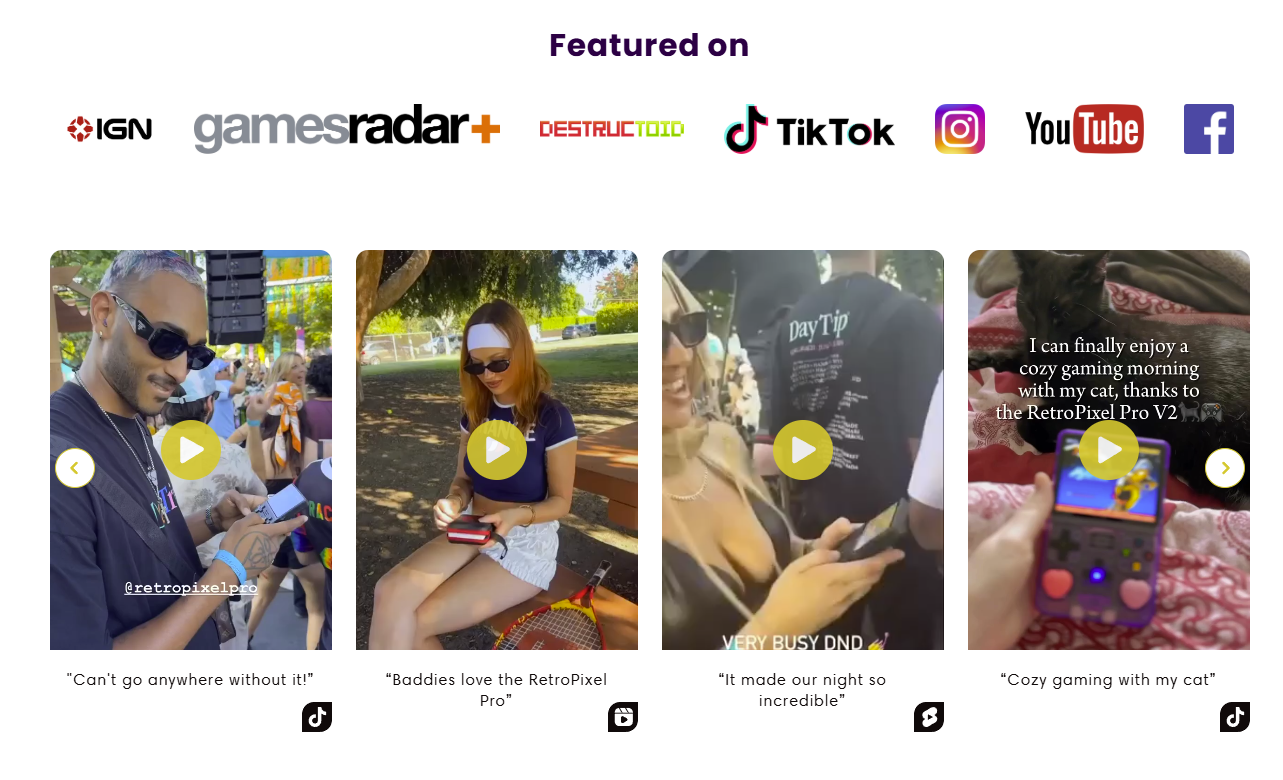 Featured on
IGN
gamesradar+
DESTRUCTOID
TikTok
YouTube
f
DayTip
I can finally enjoy a
cozy gaming morning
with my cat, thanks to
the RetroPixel Pro V2🐈‍⬛🎮
@retropixelpro
VERY BUSY DND 💅
"Can't go anywhere without it!”
“Baddies love the RetroPixel
Pro”
“It made our night so
incredible”
“Cozy gaming with my cat”